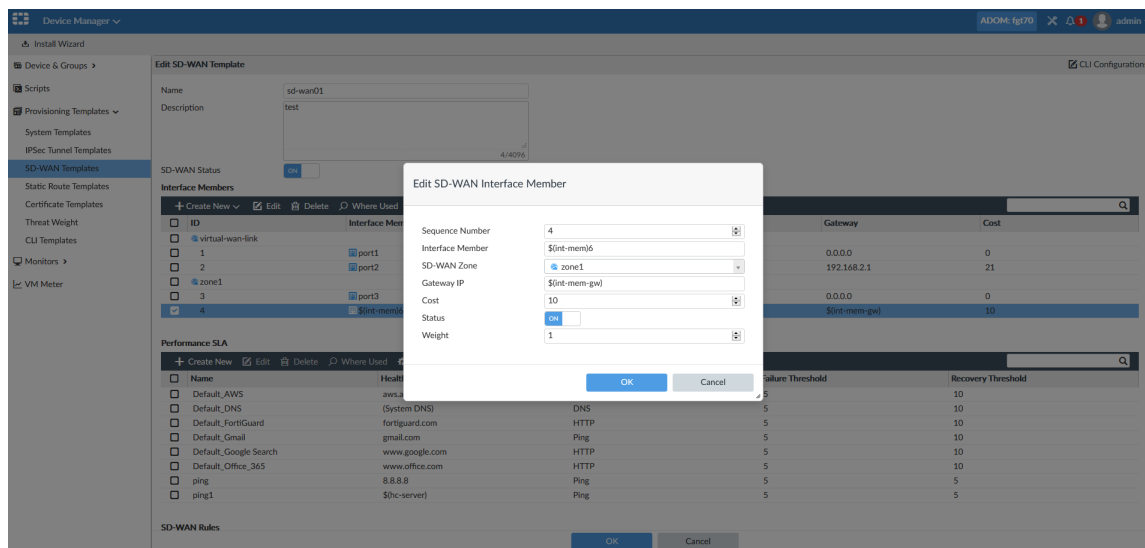 Device Manager
ADOM: fgt70
1
admin
Install Wizard
Device & Groups
Scripts
Provisioning Templates
System Templates
IPSec Tunnel Templates
SD-WAN Templates
Static Route Templates
Certificate Templates
Threat Weight
CLI Templates
Monitors
VM Meter
Edit SD-WAN Template
CLI Configuration
Name sd-wan01
Description test
4/4096
SD-WAN Status ON
Interface Members
Create New Edit Delete Where Used
ID Gateway Cost
virtual-wan-link
1 port1 0.0.0.0 0
2 port2 192.168.2.1 21
zone1
3 port3 0.0.0.0 0
4 $(int-mem)6 $(int-mem-gw) 10
Edit SD-WAN Interface Member
Sequence Number 4
Interface Member $(int-mem)6
SD-WAN Zone zone1
Gateway IP $(int-mem-gw)
Cost 10
Status ON
Weight 1
OK Cancel
Performance SLA
Create New Edit Delete Where Used
Name Recovery Threshold
Default_AWS 5 10
Default_DNS (System DNS) DNS 5 10
Default_FortiGuard fortiguard.com HTTP 5 10
Default_Gmail gmail.com Ping 5 10
Default_Google Search www.google.com HTTP 5 10
Default_Office_365 www.office.com HTTP 5 10
ping 8.8.8.8 Ping 5 5
ping1 $(hc-server) Ping 5 5
SD-WAN Rules
OK Cancel